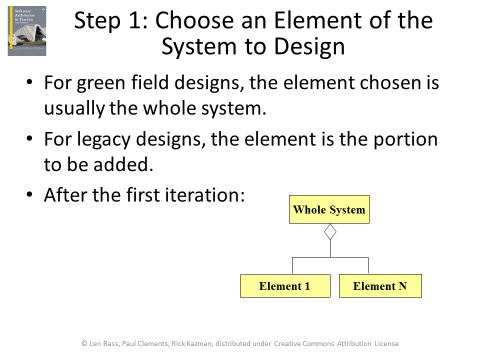 Step 1: Choose an Element of the
System to Design
• For green field designs, the element chosen is
usually the whole system.
• For legacy designs, the element is the portion
to be added.
• After the first iteration:
Whole System
Element 1
Element N
© Len Bass, Paul Clements, Rick Kazman, distributed under Creative Commons Attribution License